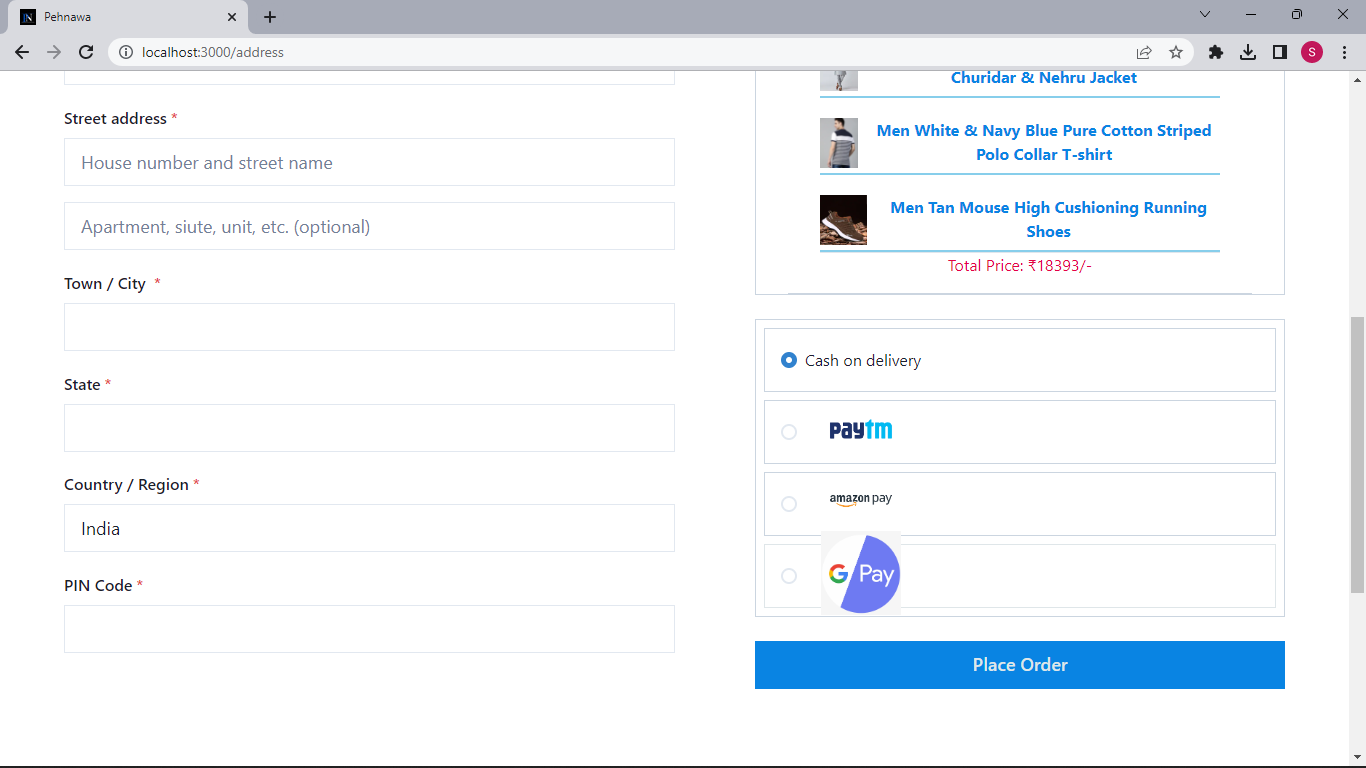 Pehnawa
localhost:3000/address
S
Street address *
House number and street name
Apartment, siute, unit, etc. (optional)
Town / City *
State *
Country / Region *
India
PIN Code *
Churidar & Nehru Jacket
Men White & Navy Blue Pure Cotton Striped
Polo Collar T-shirt
Men Tan Mouse High Cushioning Running
Shoes
Total Price: ₹18393/-
Cash on delivery
paytm
amazon pay
G Pay
Place Order